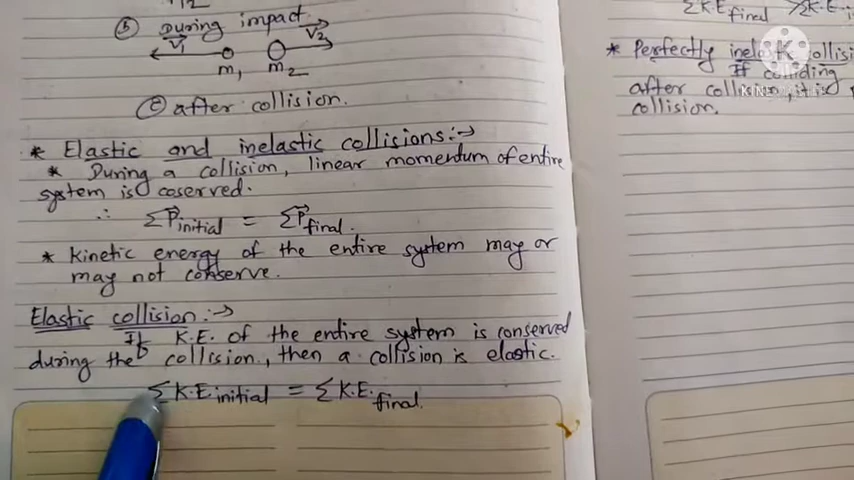 ⓑ During impact
V₁ V₂
m₁ m₂
ⓒ after collision.
* Elastic and inelastic collisions:→
* During a collision, linear momentum of entire
system is coserved.
∴ ΣP⃗initial = ΣP⃗final.
* Kinetic energy of the entire system may or
may not conserve.
Elastic collision:→
If K.E. of the entire system is conserved
during the collision, then a collision is elastic.
ΣK.E.initial = ΣK.E.final.
ΣK.E.final
* Perfectly
If colliding
after collision, it is
collision.